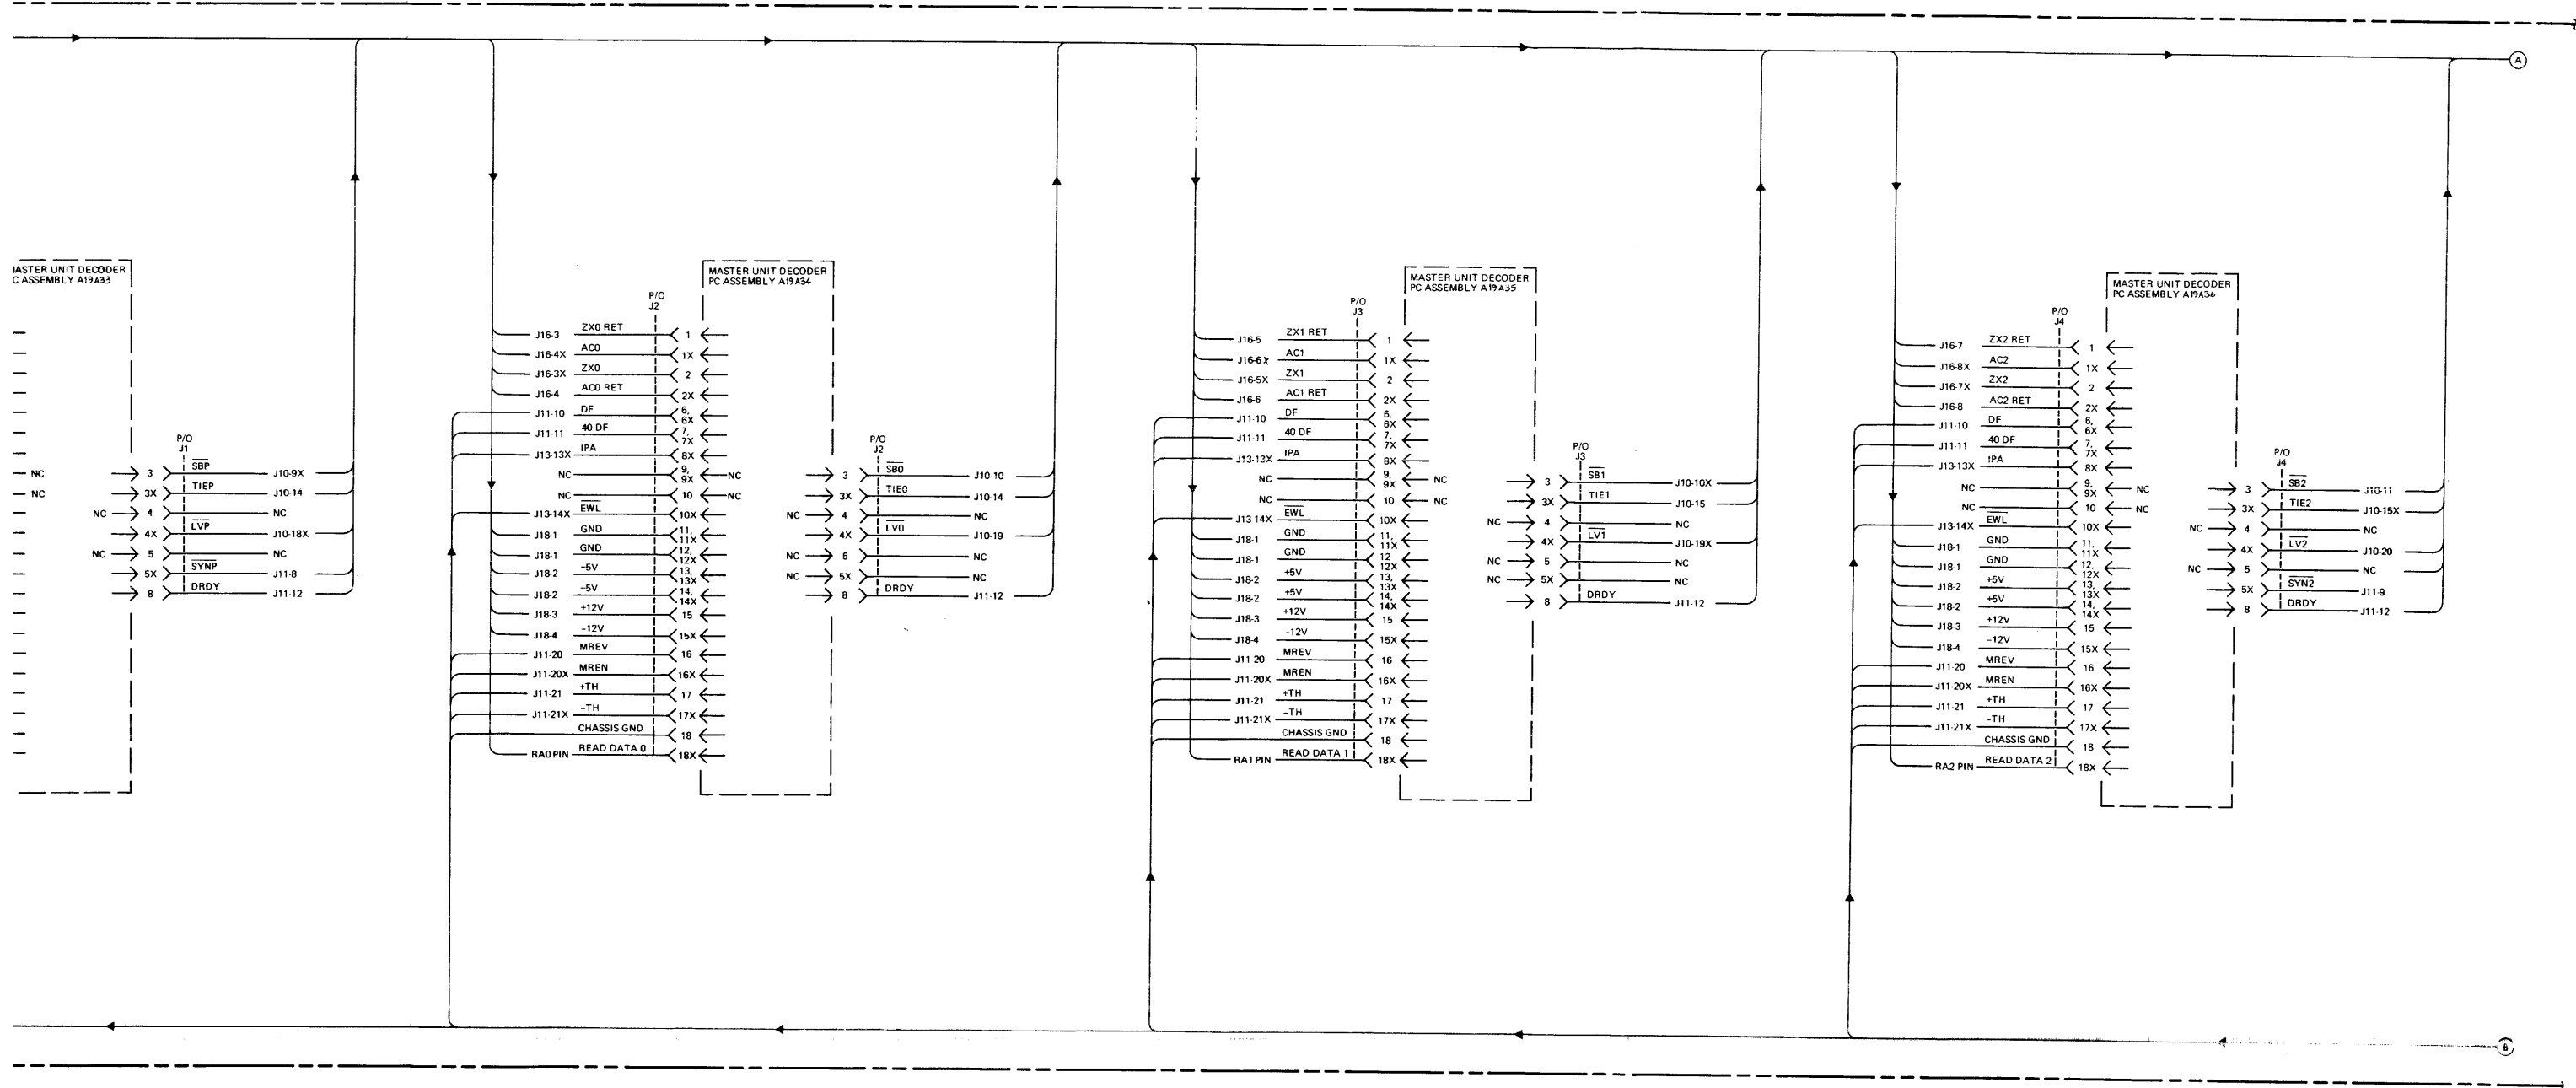 A
IASTER UNIT DECODER
C ASSEMBLY A19A33
P/O
J1
NC 3 SBP J10-9X
NC 3X TIEP J10-14
NC 4 NC
4X LVP J10-18X
NC 5 NC
5X SYNP J11-8
8 DRDY J11-12
MASTER UNIT DECODER
PC ASSEMBLY A19A34
P/O
J2
J16-3 ZX0 RET 1
J16-4X AC0 1X
J16-3X ZX0 2
J16-4 AC0 RET 2X
J11-10 DF 6, 6X
J11-11 40 DF 7, 7X
J13-13X IPA 8X
NC 9, 9X NC
NC 10 NC
J13-14X EWL 10X
J18-1 GND 11, 11X
J18-1 GND 12, 12X
J18-2 +5V 13, 13X
J18-2 +5V 14, 14X
J18-3 +12V 15
J18-4 -12V 15X
J11-20 MREV 16
J11-20X MREN 16X
J11-21 +TH 17
J11-21X -TH 17X
CHASSIS GND 18
RA0 PIN READ DATA 0 18X
P/O
J2
3 SB0 J10-10
3X TIE0 J10-14
NC 4 NC
4X LV0 J10-19
NC 5 NC
NC 5X NC
8 DRDY J11-12
MASTER UNIT DECODER
PC ASSEMBLY A19A35
P/O
J3
J16-5 ZX1 RET 1
J16-6X AC1 1X
J16-5X ZX1 2
J16-6 AC1 RET 2X
J11-10 DF 6, 6X
J11-11 40 DF 7, 7X
J13-13X IPA 8X
NC 9, 9X NC
NC 10 NC
J13-14X EWL 10X
J18-1 GND 11, 11X
J18-1 GND 12 12X
J18-2 +5V 13, 13X
J18-2 +5V 14, 14X
J18-3 +12V 15
J18-4 -12V 15X
J11-20 MREV 16
J11-20X MREN 16X
J11-21 +TH 17
J11-21X -TH 17X
CHASSIS GND 18
RA1 PIN READ DATA 1 18X
P/O
J3
3 SB1 J10-10X
3X TIE1 J10-15
NC 4 NC
4X LV1 J10-19X
NC 5 NC
NC 5X NC
8 DRDY J11-12
MASTER UNIT DECODER
PC ASSEMBLY A19A36
P/O
J4
J16-7 ZX2 RET 1
J16-8X AC2 1X
J16-7X ZX2 2
J16-8 AC2 RET 2X
J11-10 DF 6, 6X
J11-11 40 DF 7, 7X
J13-13X IPA 8X
NC 9, 9X NC
NC 10 NC
J13-14X EWL 10X
J18-1 GND 11, 11X
J18-1 GND 12, 12X
J18-2 +5V 13, 13X
J18-2 +5V 14, 14X
J18-3 +12V 15
J18-4 -12V 15X
J11-20 MREV 16
J11-20X MREN 16X
J11-21 +TH 17
J11-21X -TH 17X
CHASSIS GND 18
RA2 PIN READ DATA 2 18X
P/O
J4
3 SB2 J10-11
3X TIE2 J10-15X
NC 4 NC
4X LV2 J10-20
NC 5 NC
5X SYN2 J11-9
8 DRDY J11-12
B